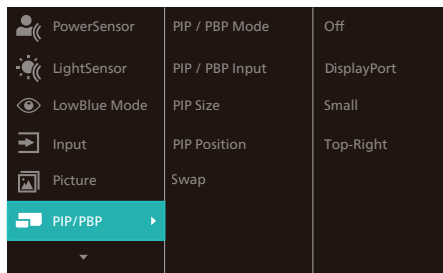 PowerSensor
PIP / PBP Mode
Off
LightSensor
PIP / PBP Input
DisplayPort
LowBlue Mode
PIP Size
Small
Input
PIP Position
Top-Right
Picture
Swap
PIP/PBP